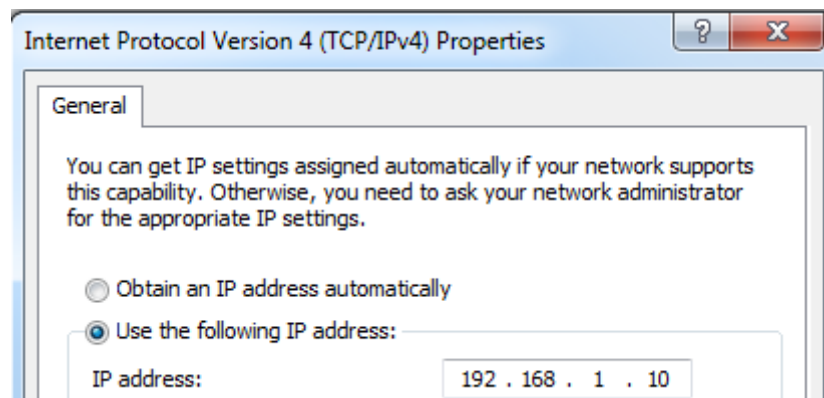 Internet Protocol Version 4 (TCP/IPv4) Properties
General
You can get IP settings assigned automatically if your network supports
this capability. Otherwise, you need to ask your network administrator
for the appropriate IP settings.
Obtain an IP address automatically
Use the following IP address:
IP address: 192 . 168 . 1 . 10